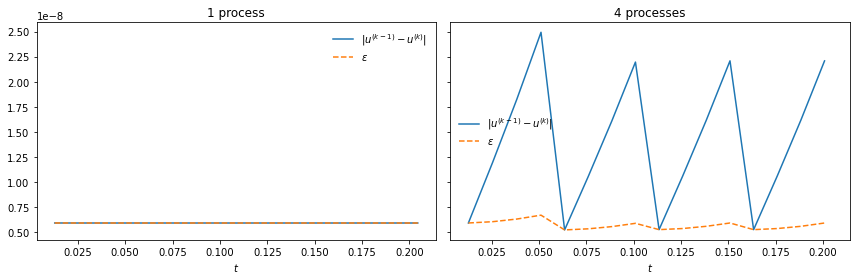 1 process
1e−8
2.50
2.25
2.00
1.75
1.50
1.25
1.00
0.75
0.50
|u^(k−1) − u^(k)|
ε
0.025 0.050 0.075 0.100 0.125 0.150 0.175 0.200
t
4 processes
|u^(k−1) − u^(k)|
ε
0.025 0.050 0.075 0.100 0.125 0.150 0.175 0.200
t